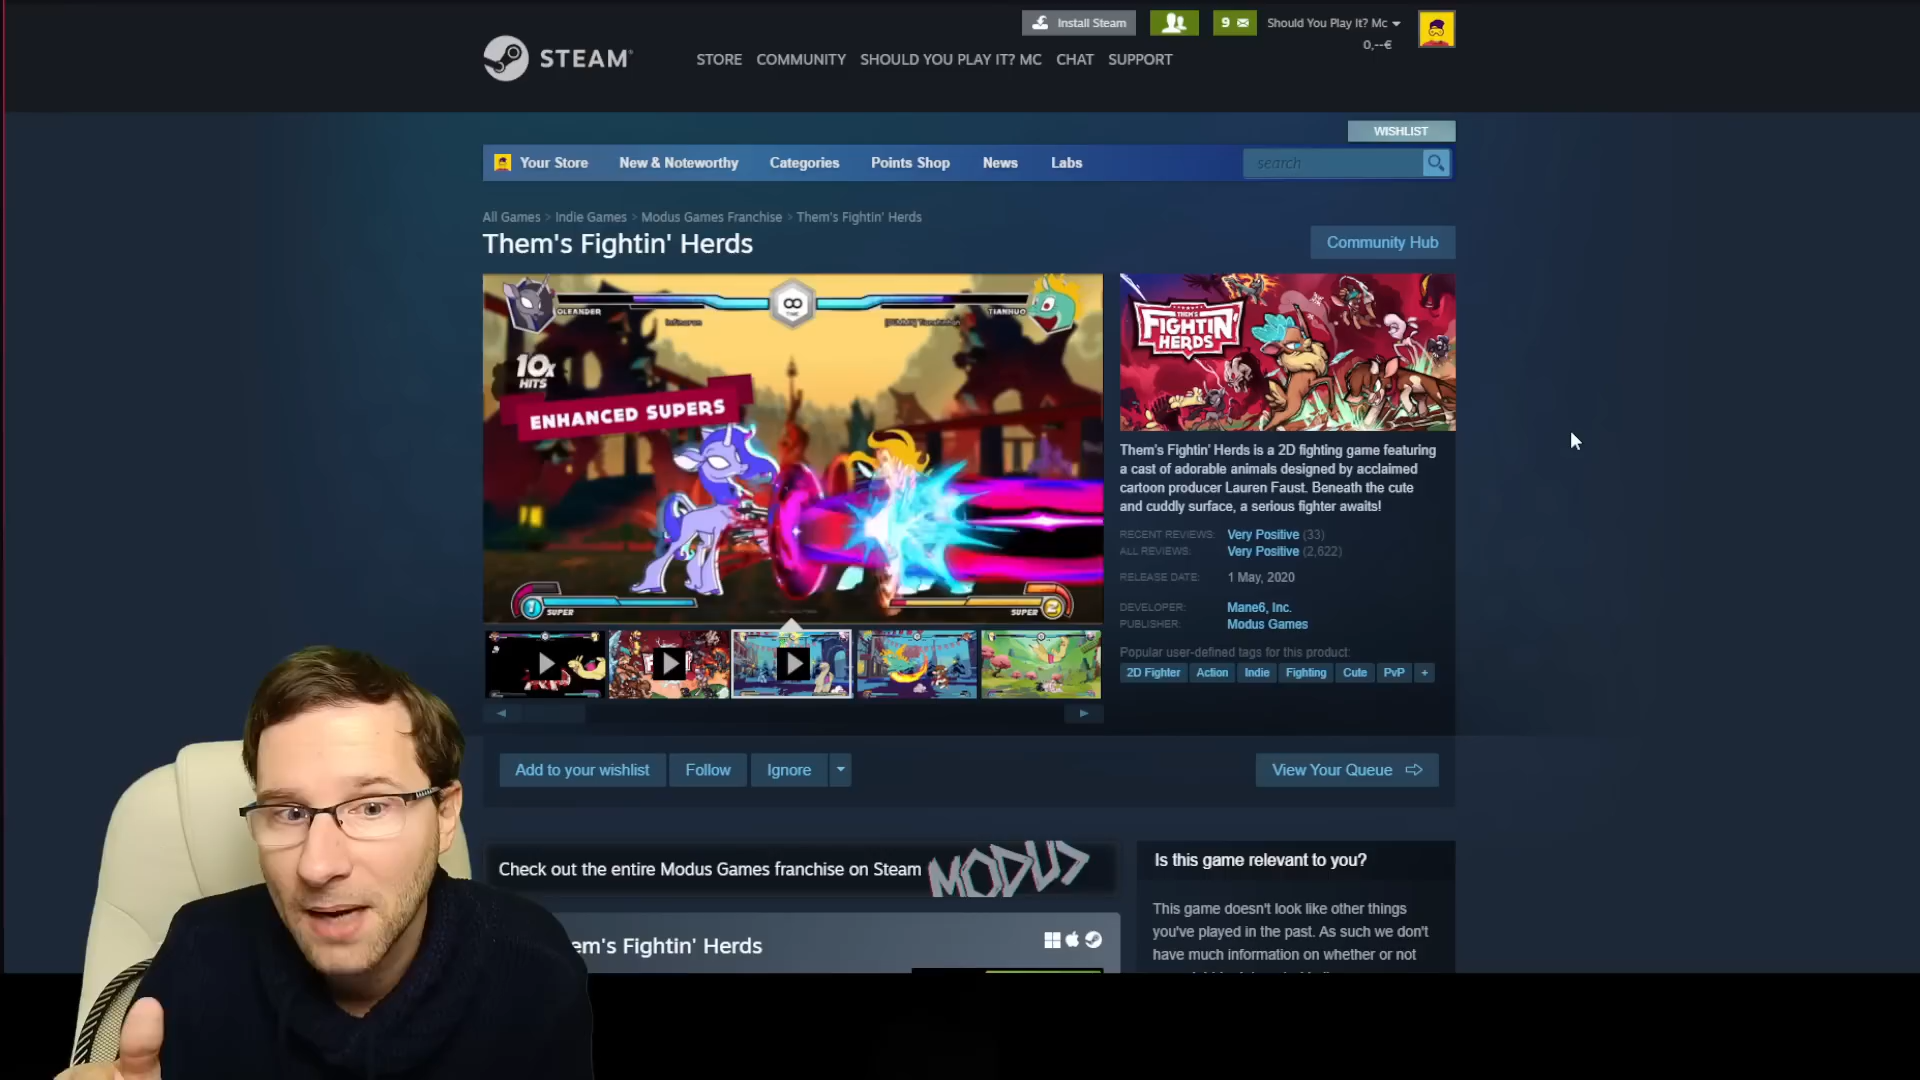 Install Steam
9
Should You Play It? Mc
0,--€
STEAM®
STORE
COMMUNITY
SHOULD YOU PLAY IT? MC
CHAT
SUPPORT
WISHLIST
Your Store
New & Noteworthy
Categories
Points Shop
News
Labs
search
All Games > Indie Games > Modus Games Franchise > Them's Fightin' Herds
Them's Fightin' Herds
Community Hub
OLEANDER
∞
TIME
TIANHUO
10x
HITS
ENHANCED SUPERS
1
SUPER
SUPER
2
THEM'S
FIGHTIN'
HERDS
Them's Fightin' Herds is a 2D fighting game featuring
a cast of adorable animals designed by acclaimed
cartoon producer Lauren Faust. Beneath the cute
and cuddly surface, a serious fighter awaits!
RECENT REVIEWS: Very Positive (33)
ALL REVIEWS: Very Positive (2,622)
RELEASE DATE: 1 May, 2020
DEVELOPER: Mane6, Inc.
PUBLISHER: Modus Games
Popular user-defined tags for this product:
2D Fighter
Action
Indie
Fighting
Cute
PvP
+
Add to your wishlist
Follow
Ignore
View Your Queue
Check out the entire Modus Games franchise on Steam
MODUS
Is this game relevant to you?
This game doesn't look like other things
you've played in the past. As such we don't
have much information on whether or not
em's Fightin' Herds